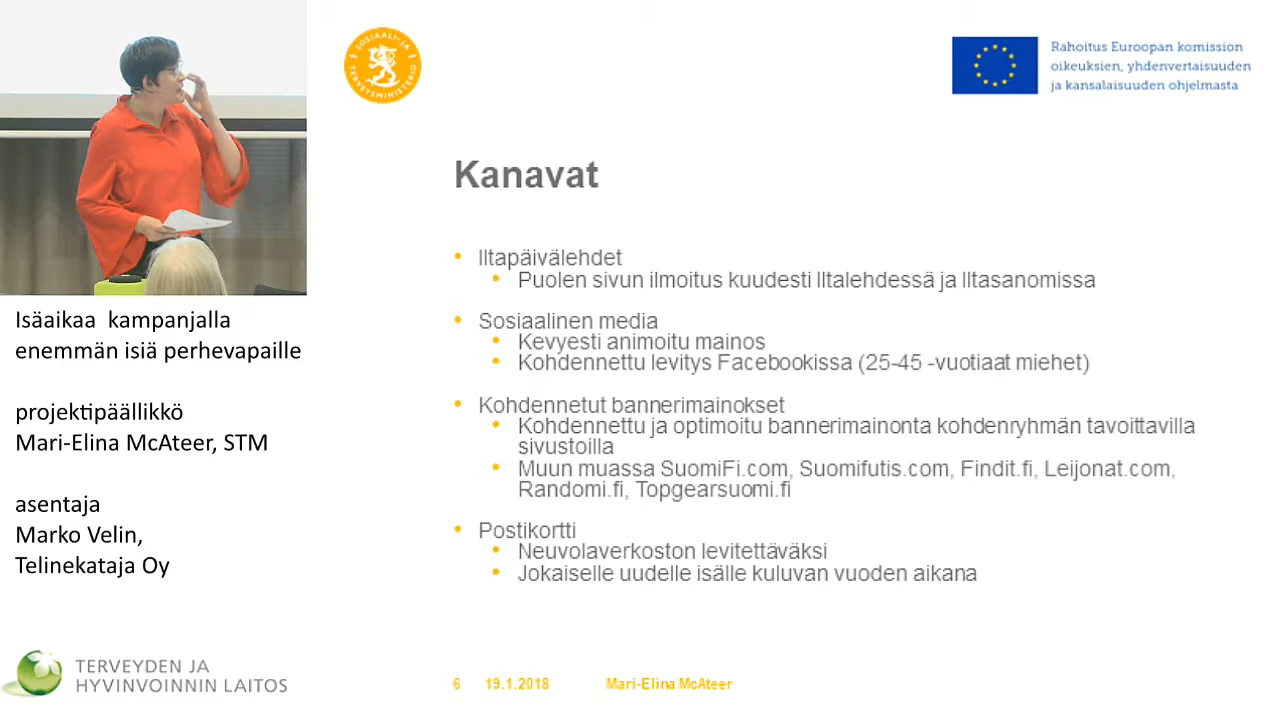 SOSIAALI- JA TERVEYSMINISTERIÖ
Rahoitus Euroopan komission
oikeuksien, yhdenvertaisuuden
ja kansalaisuuden ohjelmasta
Kanavat
• Iltapäivälehdet
• Puolen sivun ilmoitus kuudesti Iltalehdessä ja Iltasanomissa
• Sosiaalinen media
• Kevyesti animoitu mainos
• Kohdennettu levitys Facebookissa (25-45 -vuotiaat miehet)
• Kohdennetut bannerimainokset
• Kohdennettu ja optimoitu bannerimainonta kohdenryhmän tavoittavilla
sivustoilla
• Muun muassa SuomiFi.com, Suomifutis.com, Findit.fi, Leijonat.com,
Randomi.fi, Topgearsuomi.fi
• Postikortti
• Neuvolaverkoston levitettäväksi
• Jokaiselle uudelle isälle kuluvan vuoden aikana
6 19.1.2018 Mari-Elina McAteer
Isäaikaa kampanjalla
enemmän isiä perhevapaille
projektipäällikkö
Mari-Elina McAteer, STM
asentaja
Marko Velin,
Telinekataja Oy
TERVEYDEN JA
HYVINVOINNIN LAITOS